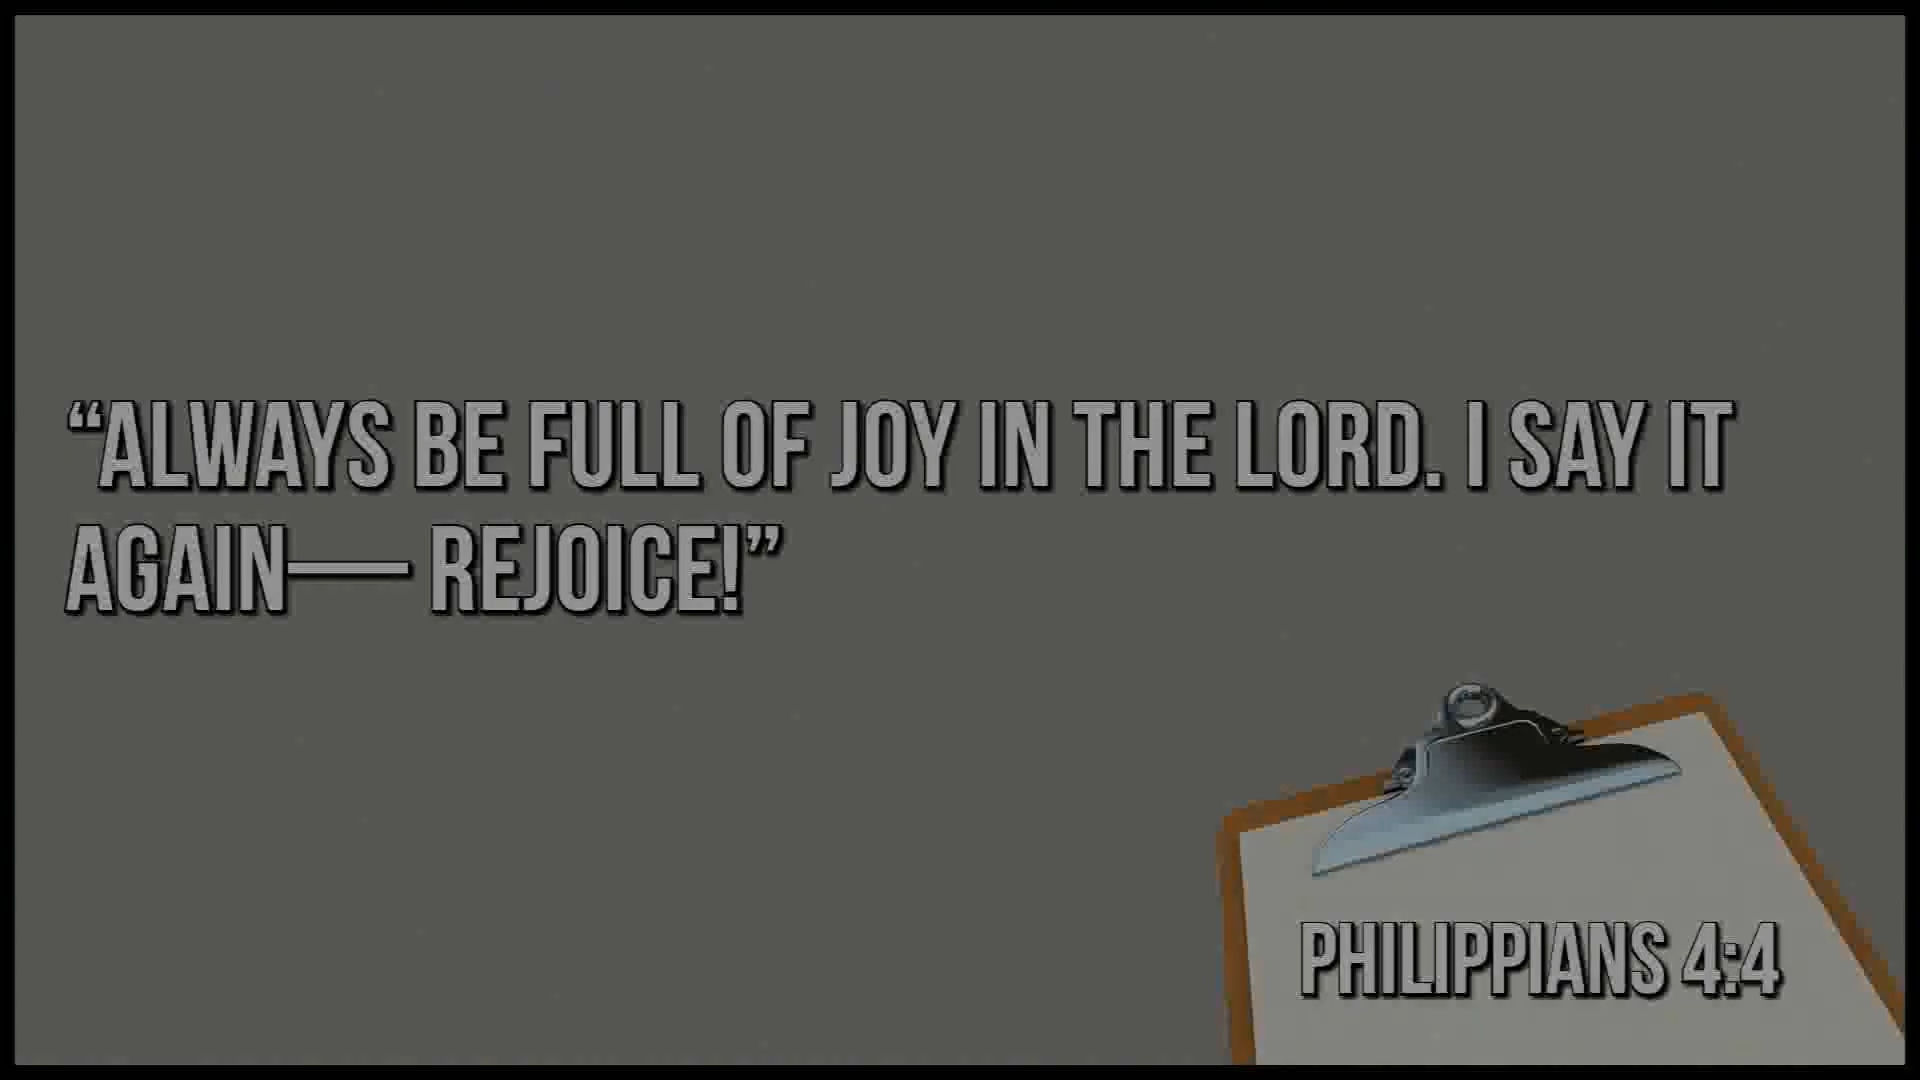 “ALWAYS BE FULL OF JOY IN THE LORD. I SAY IT
AGAIN— REJOICE!”
PHILIPPIANS 4:4